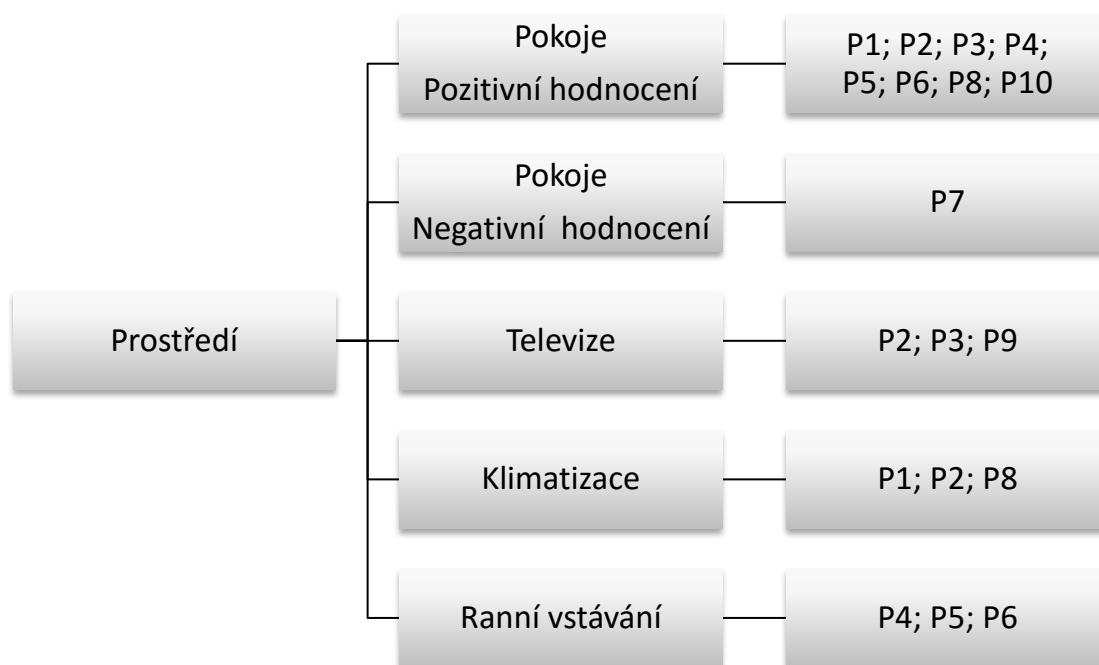 Pokoje
Pozitivní hodnocení
P1; P2; P3; P4;
P5; P6; P8; P10
Pokoje
Negativní  hodnocení
P7
Prostředí
Televize
P2; P3; P9
Klimatizace
P1; P2; P8
Ranní vstávání
P4; P5; P6